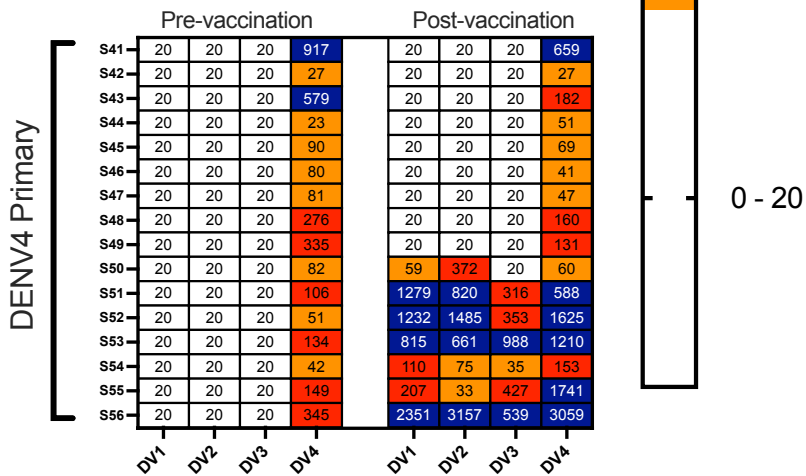 Pre-vaccination Post-vaccination
S41 20 20 20 917 20 20 20 659
S42 20 20 20 27 20 20 20 27
S43 20 20 20 579 20 20 20 182
S44 20 20 20 23 20 20 20 51
S45 20 20 20 90 20 20 20 69
S46 20 20 20 80 20 20 20 41
S47 20 20 20 81 20 20 20 47
S48 20 20 20 276 20 20 20 160
S49 20 20 20 335 20 20 20 131
S50 20 20 20 82 59 372 20 60
S51 20 20 20 106 1279 820 316 588
S52 20 20 20 51 1232 1485 353 1625
S53 20 20 20 134 815 661 988 1210
S54 20 20 20 42 110 75 35 153
S55 20 20 20 149 207 33 427 1741
S56 20 20 20 345 2351 3157 539 3059
DV1 DV2 DV3 DV4 DV1 DV2 DV3 DV4
DENV4 Primary
0 - 20